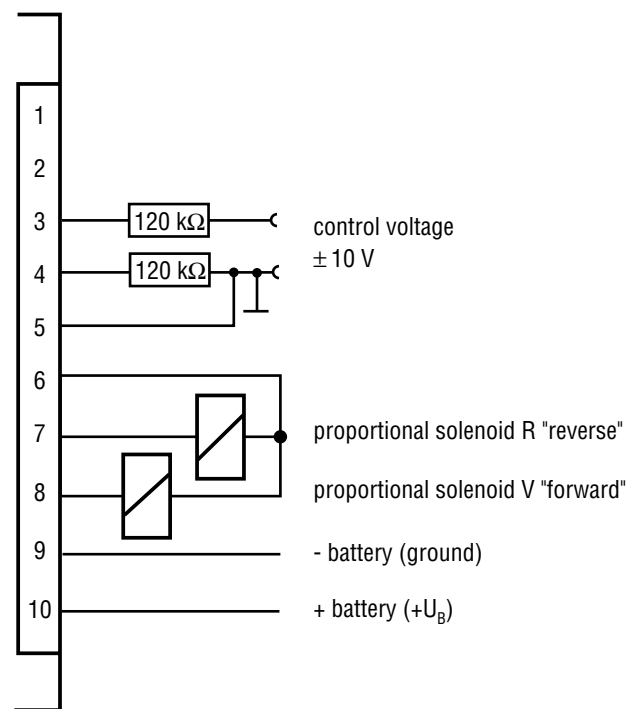 1
2
3
120 kΩ
control voltage
± 10 V
4
120 kΩ
5
6
7
proportional solenoid R "reverse"
8
proportional solenoid V "forward"
9
- battery (ground)
10
+ battery (+U_B)